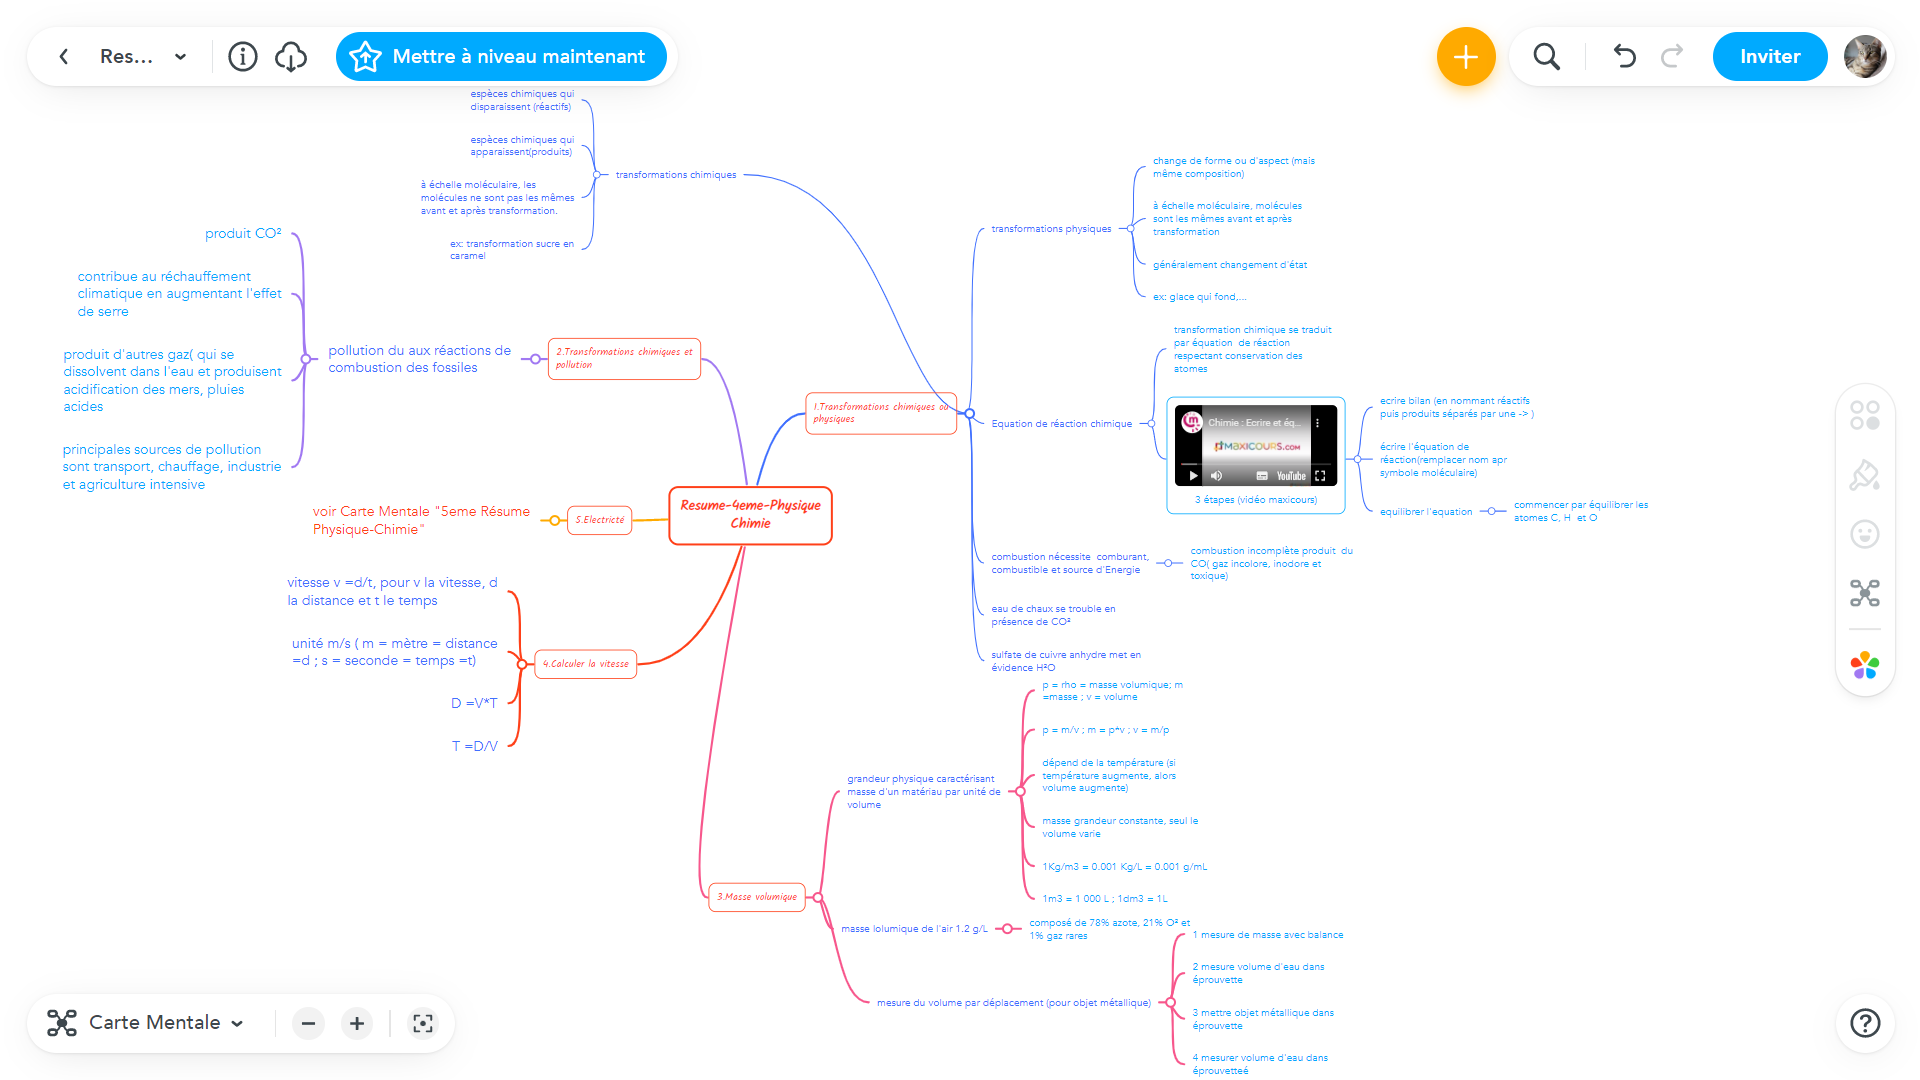 Res...
Mettre à niveau maintenant
Inviter
espèces chimiques qui
disparaissent (réactifs)
espèces chimiques qui
apparaissent(produits)
à échelle moléculaire, les
molécules ne sont pas les mêmes
avant et après transformation.
ex: transformation sucre en
caramel
transformations chimiques
produit CO²
contribue au réchauffement
climatique en augmentant l'effet
de serre
produit d'autres gaz( qui se
dissolvent dans l'eau et produisent
acidification des mers, pluies
acides
principales sources de pollution
sont transport, chauffage, industrie
et agriculture intensive
pollution du aux réactions de
combustion des fossiles
2.Transformations chimiques et
pollution
1.Transformations chimiques ou
physiques
transformations physiques
change de forme ou d'aspect (mais
même composition)
à échelle moléculaire, molécules
sont les mêmes avant et après
transformation
généralement changement d'état
ex: glace qui fond,...
Equation de réaction chimique
transformation chimique se traduit
par équation de réaction
respectant conservation des
atomes
Chimie : Ecrire et éq...
MAXICOURS.COM
YouTube
3 étapes (vidéo maxicours)
ecrire bilan (en nommant réactifs
puis produits séparés par une -> )
écrire l'équation de
réaction(remplacer nom apr
symbole moléculaire)
equilibrer l'equation
commencer par équilibrer les
atomes C, H et O
combustion nécessite comburant,
combustible et source d'Energie
combustion incomplète produit du
CO( gaz incolore, inodore et
toxique)
eau de chaux se trouble en
présence de CO²
sulfate de cuivre anhydre met en
évidence H²O
Resume-4eme-Physique
Chimie
voir Carte Mentale "5eme Résume
Physique-Chimie"
5.Electricté
vitesse v =d/t, pour v la vitesse, d
la distance et t le temps
unité m/s ( m = mètre = distance
=d ; s = seconde = temps =t)
D =V*T
T =D/V
4.Calculer la vitesse
3.Masse volumique
grandeur physique caractérisant
masse d'un matériau par unité de
volume
p = rho = masse volumique; m
=masse ; v = volume
p = m/v ; m = p*v ; v = m/p
dépend de la température (si
température augmente, alors
volume augmente)
masse grandeur constante, seul le
volume varie
1Kg/m3 = 0.001 Kg/L = 0.001 g/mL
1m3 = 1 000 L ; 1dm3 = 1L
masse lolumique de l'air 1.2 g/L
composé de 78% azote, 21% O² et
1% gaz rares
mesure du volume par déplacement (pour objet métallique)
1 mesure de masse avec balance
2 mesure volume d'eau dans
éprouvette
3 mettre objet métallique dans
éprouvette
4 mesurer volume d'eau dans
éprouvetteé
Carte Mentale